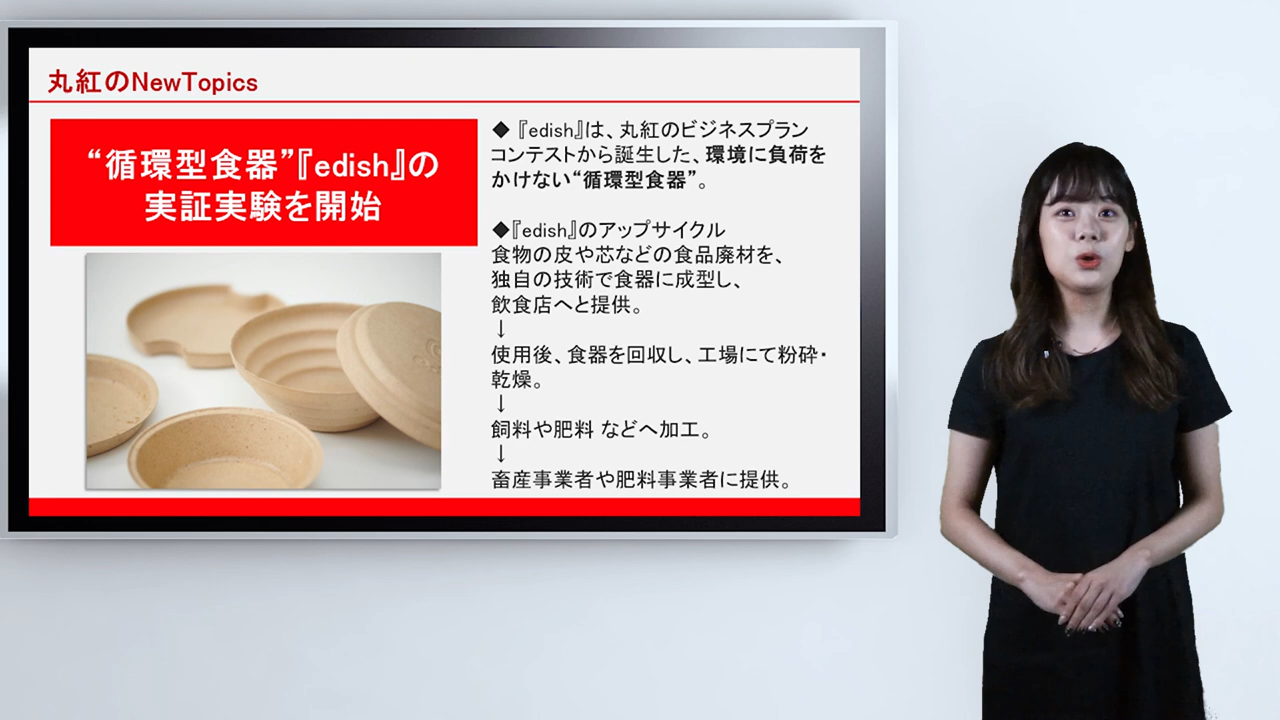 丸紅のNewTopics
“循環型食器”『edish』の
実証実験を開始
◆『edish』は、丸紅のビジネスプラン
コンテストから誕生した、環境に負荷を
かけない“循環型食器”。
◆『edish』のアップサイクル
食物の皮や芯などの食品廃材を、
独自の技術で食器に成型し、
飲食店へと提供。
↓
使用後、食器を回収し、工場にて粉砕・
乾燥。
↓
飼料や肥料 などへ加工。
↓
畜産事業者や肥料事業者に提供。